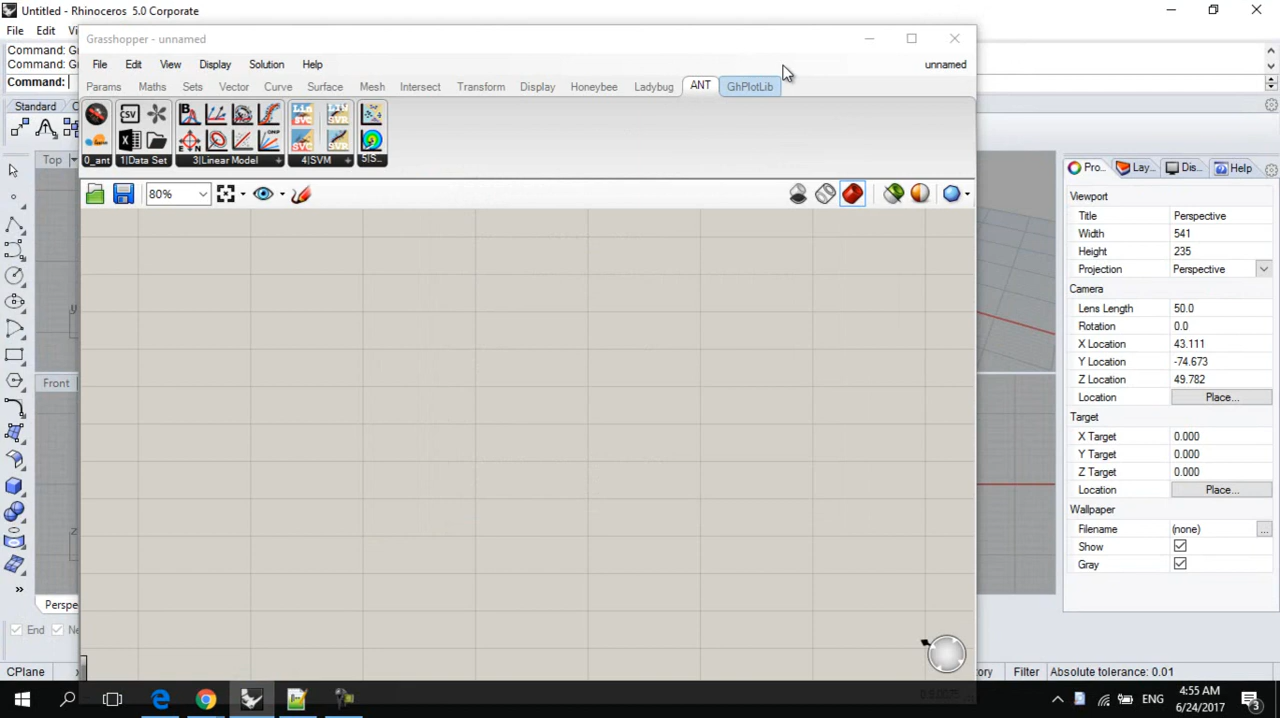 Untitled - Rhinoceros 5.0 Corporate
File Edit
Command:
Command:
Command:
Standard
Top
Front
End
CPlane
Grasshopper - unnamed
File Edit View Display Solution Help unnamed
Params Maths Sets Vector Curve Surface Mesh Intersect Transform Display Honeybee Ladybug ANT GhPlotLib
CSV
0_ant 1|Data Set 3|Linear Model 4|SVM 5|S...
80%
Pro... Lay... Dis... Help
Viewport
Title Perspective
Width 541
Height 235
Projection Perspective
Camera
Lens Length 50.0
Rotation 0.0
X Location 43.111
Y Location -74.673
Z Location 49.782
Location Place...
Target
X Target 0.000
Y Target 0.000
Z Target 0.000
Location Place...
Wallpaper
Filename (none) ...
Show
Gray
Filter Absolute tolerance: 0.01
ENG
4:55 AM
6/24/2017
3